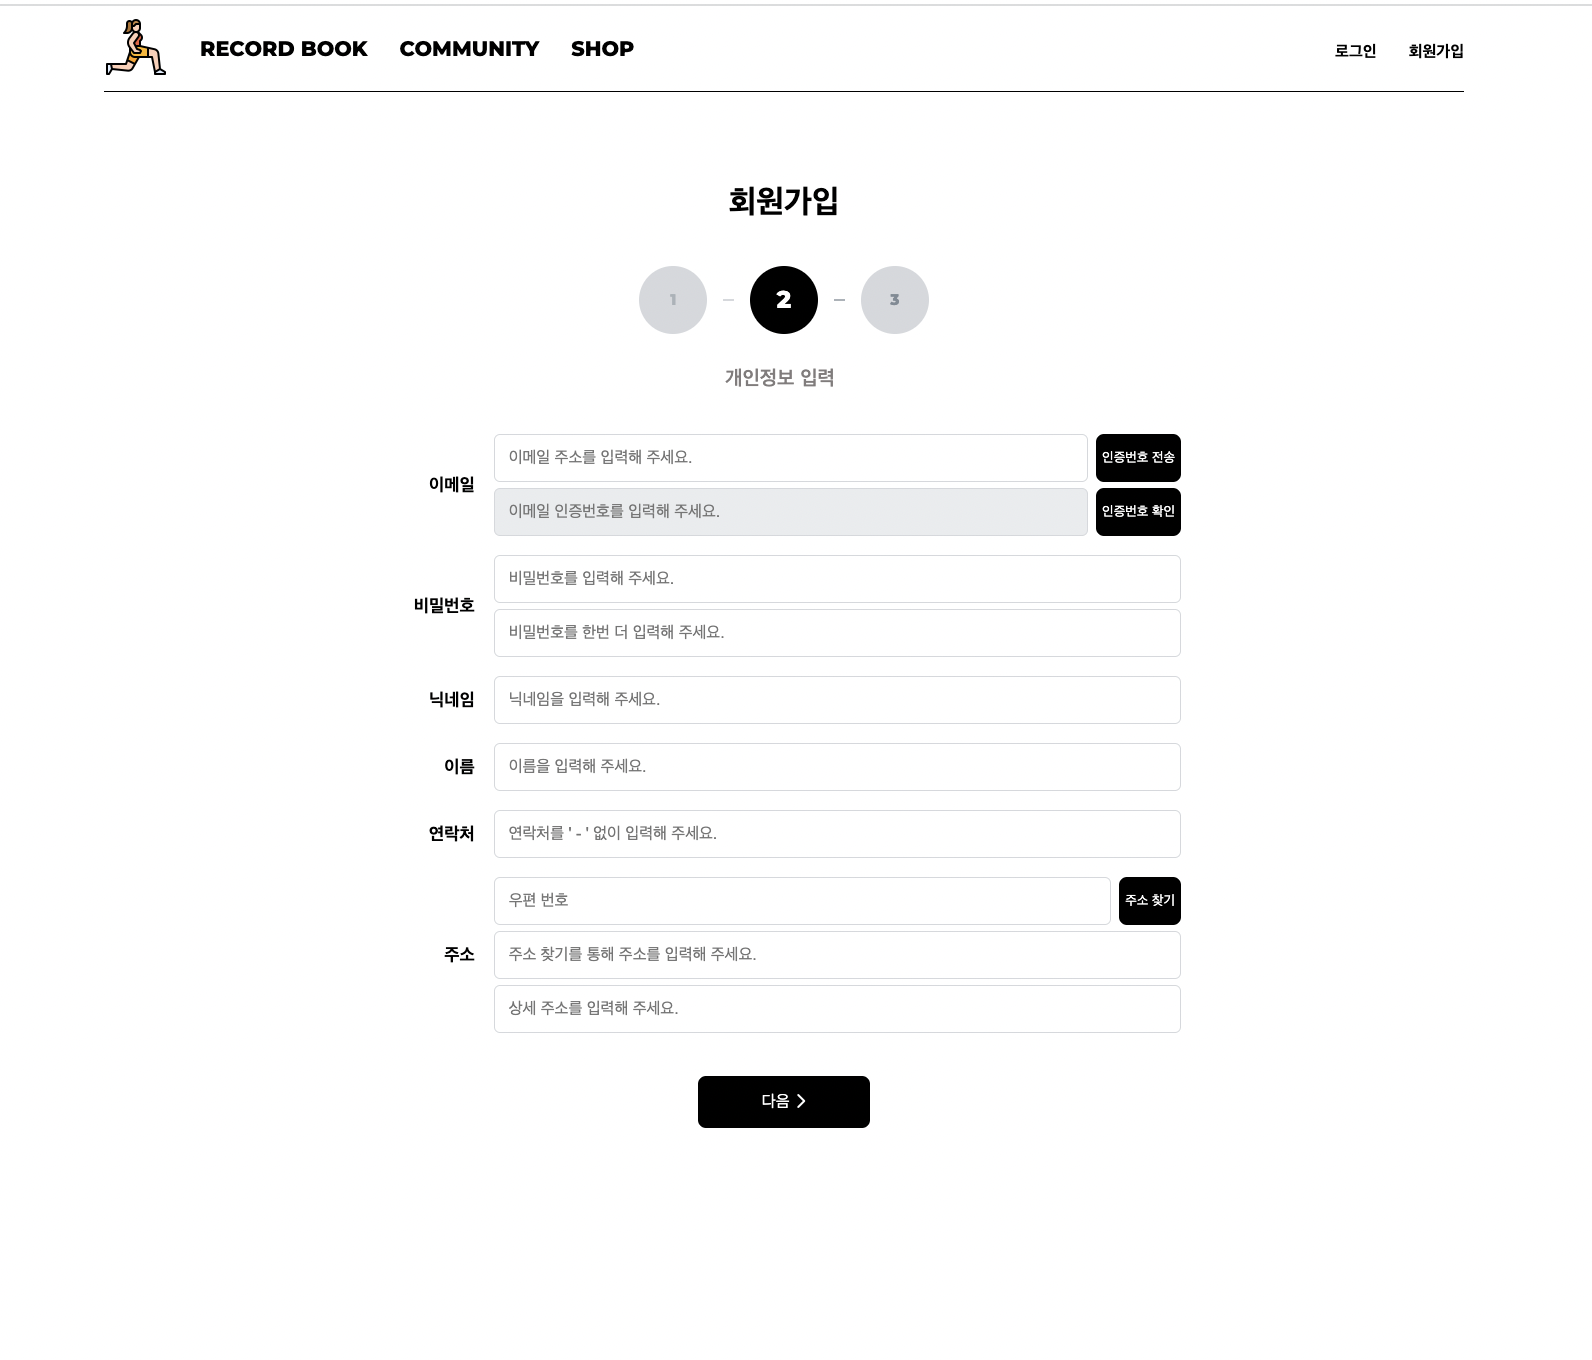 RECORD BOOK COMMUNITY SHOP 로그인 회원가입
회원가입
1 – 2 – 3
개인정보 입력
이메일 주소를 입력해 주세요. 인증번호 전송
이메일
이메일 인증번호를 입력해 주세요. 인증번호 확인
비밀번호를 입력해 주세요.
비밀번호
비밀번호를 한번 더 입력해 주세요.
닉네임 닉네임을 입력해 주세요.
이름 이름을 입력해 주세요.
연락처 연락처를 ' - ' 없이 입력해 주세요.
우편 번호 주소 찾기
주소 주소 찾기를 통해 주소를 입력해 주세요.
상세 주소를 입력해 주세요.
다음 >